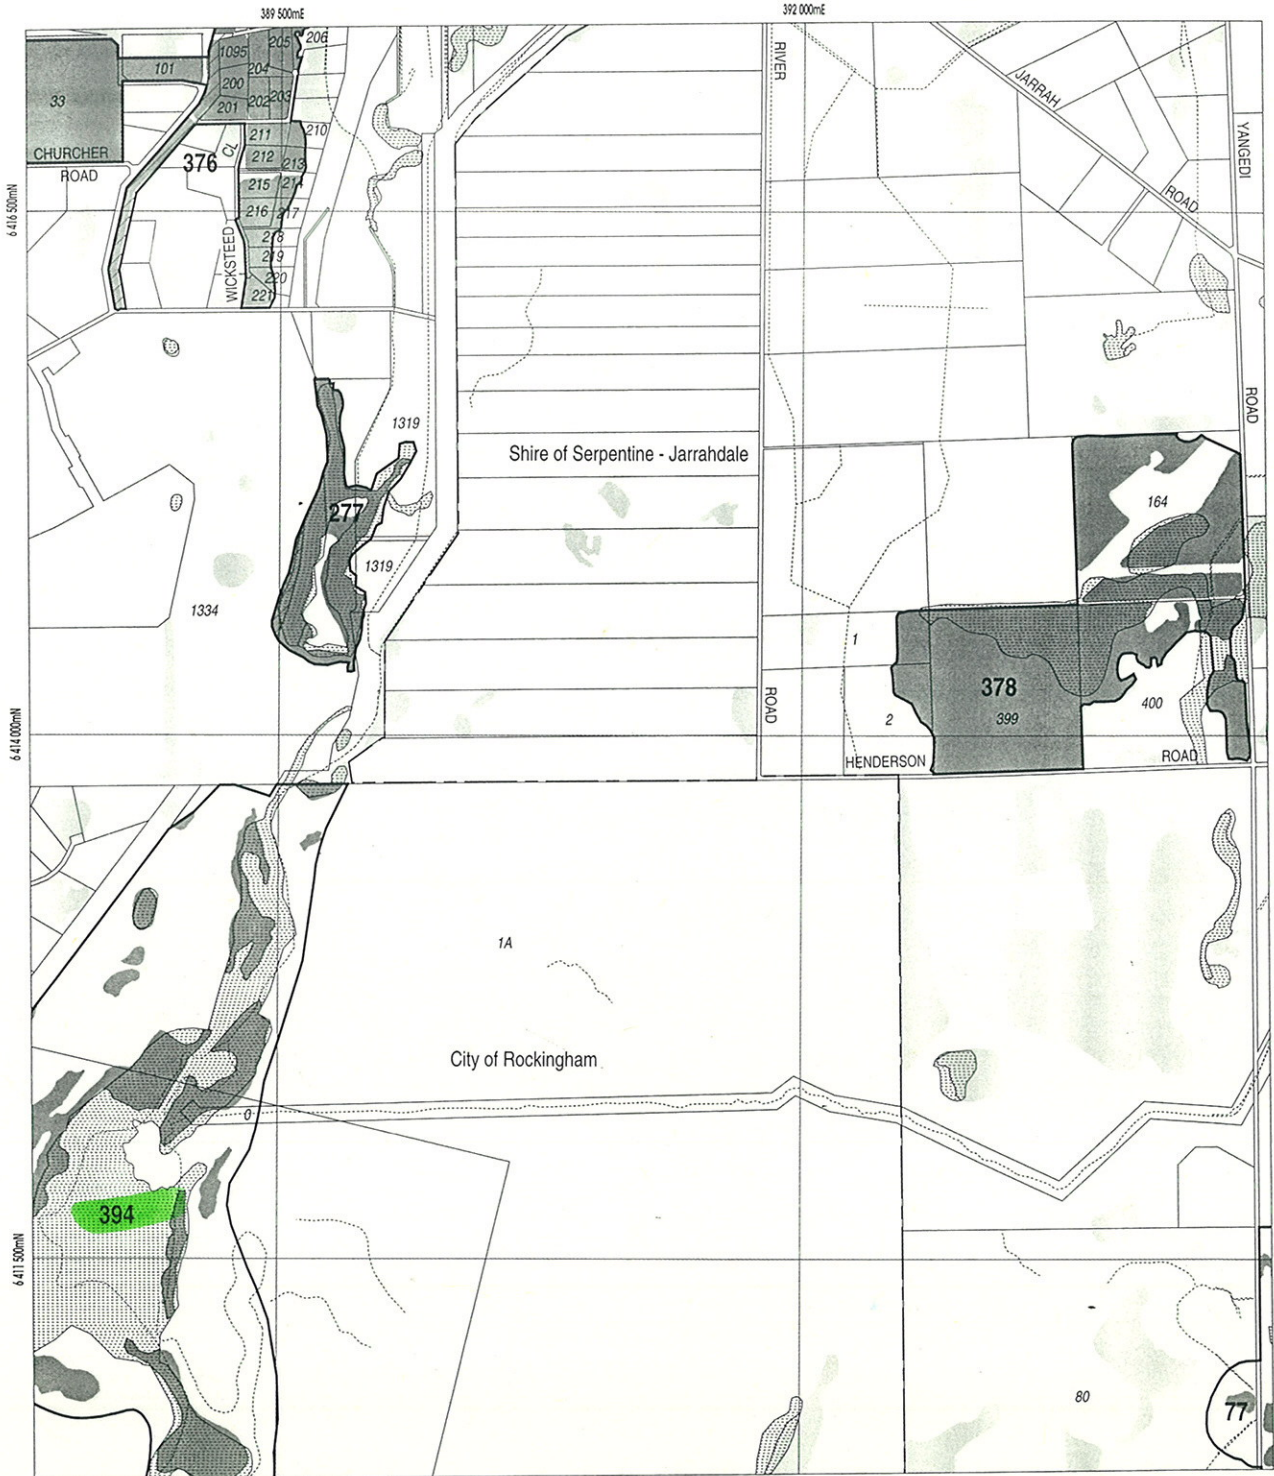 389 500mE
392 000mE
206
205
1095
204
101
200
33
201
202
203
RIVER
JARRAH
ROAD
YANGEDI
211
210
CL
CHURCHER
ROAD
376
212
213
215
214
216
217
6 416 500mN
WICKSTEED
218
219
220
221
ROAD
1319
Shire of Serpentine - Jarrahdale
164
277
1319
1334
1
378
399
400
2
ROAD
HENDERSON
ROAD
6 414 000mN
1A
City of Rockingham
0
394
6 411 500mN
80
77